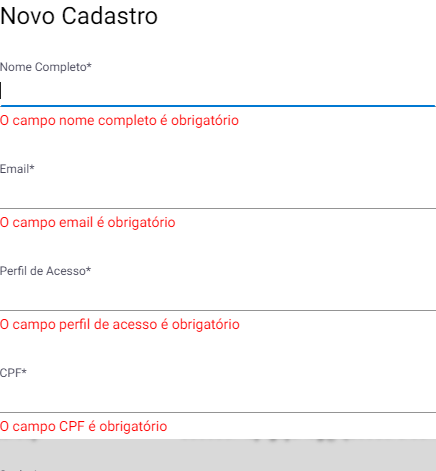 Novo Cadastro
Nome Completo*
O campo nome completo é obrigatório
Email*
O campo email é obrigatório
Perfil de Acesso*
O campo perfil de acesso é obrigatório
CPF*
O campo CPF é obrigatório